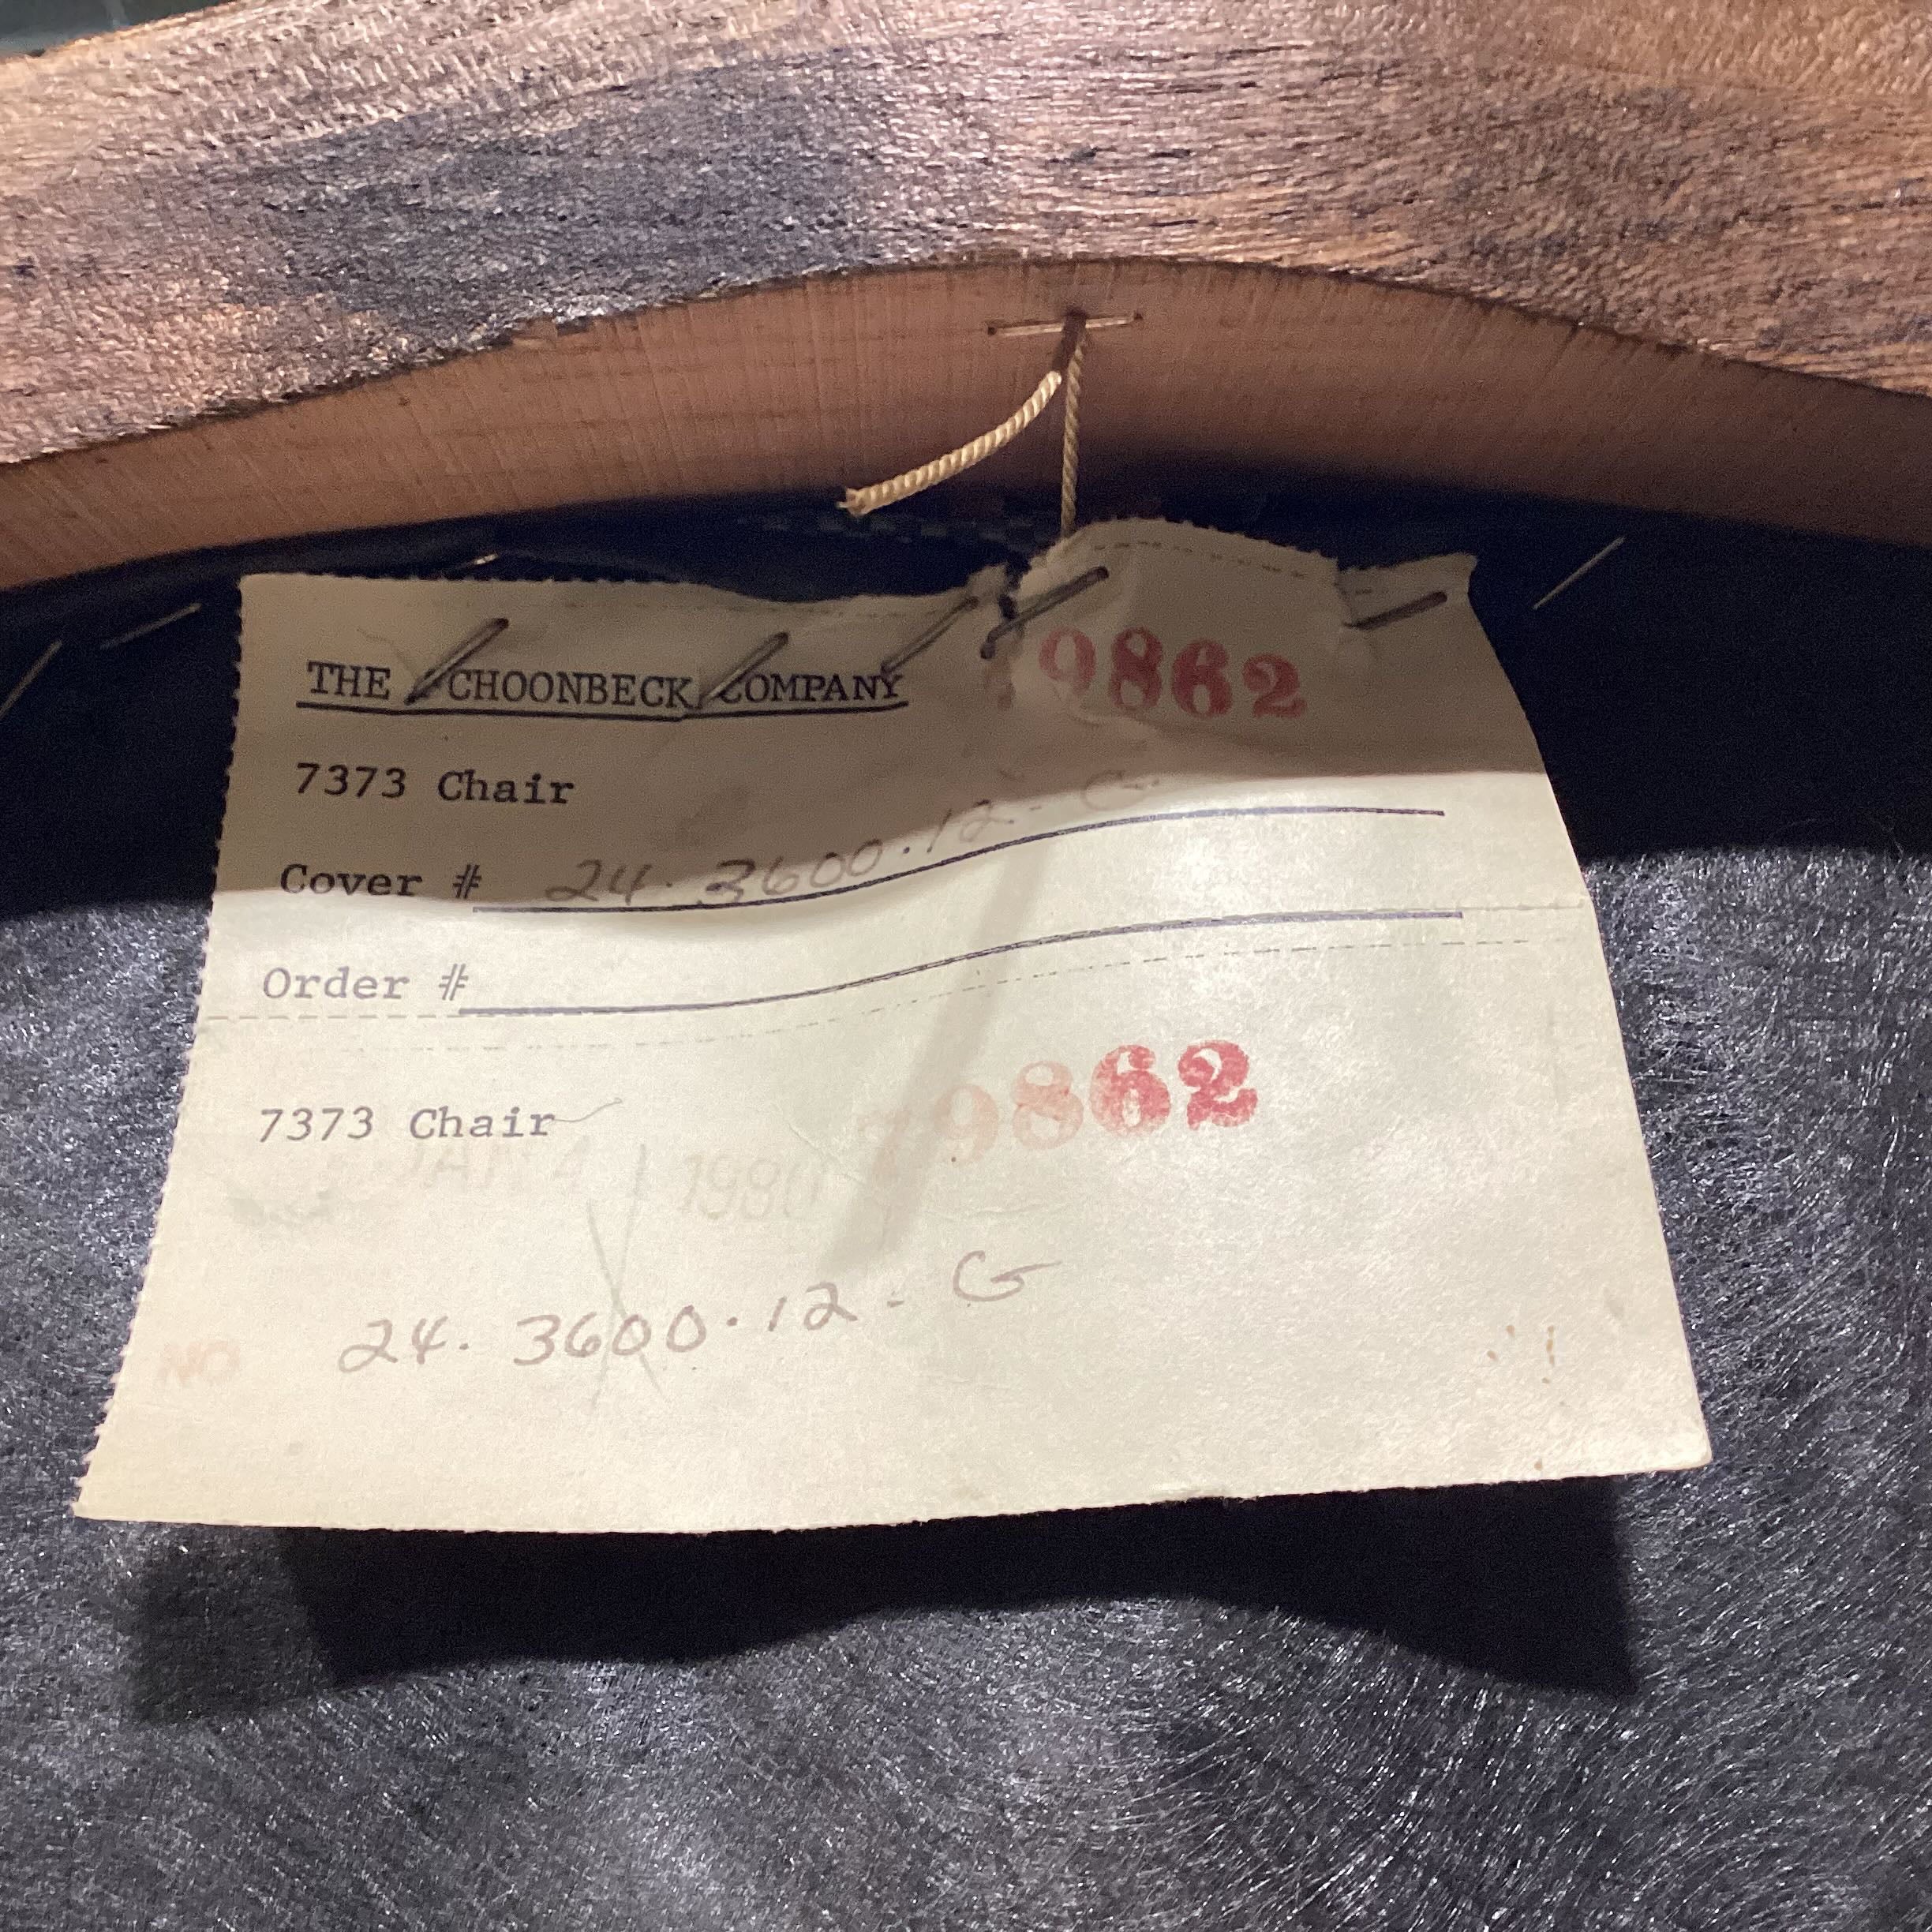 THE SCHOONBECK COMPANY
9862
7373 Chair
Cover # 24.3600.12-G
Order #
7373 Chair
9862
JAN 4 1980
24.3600.12-G
NO